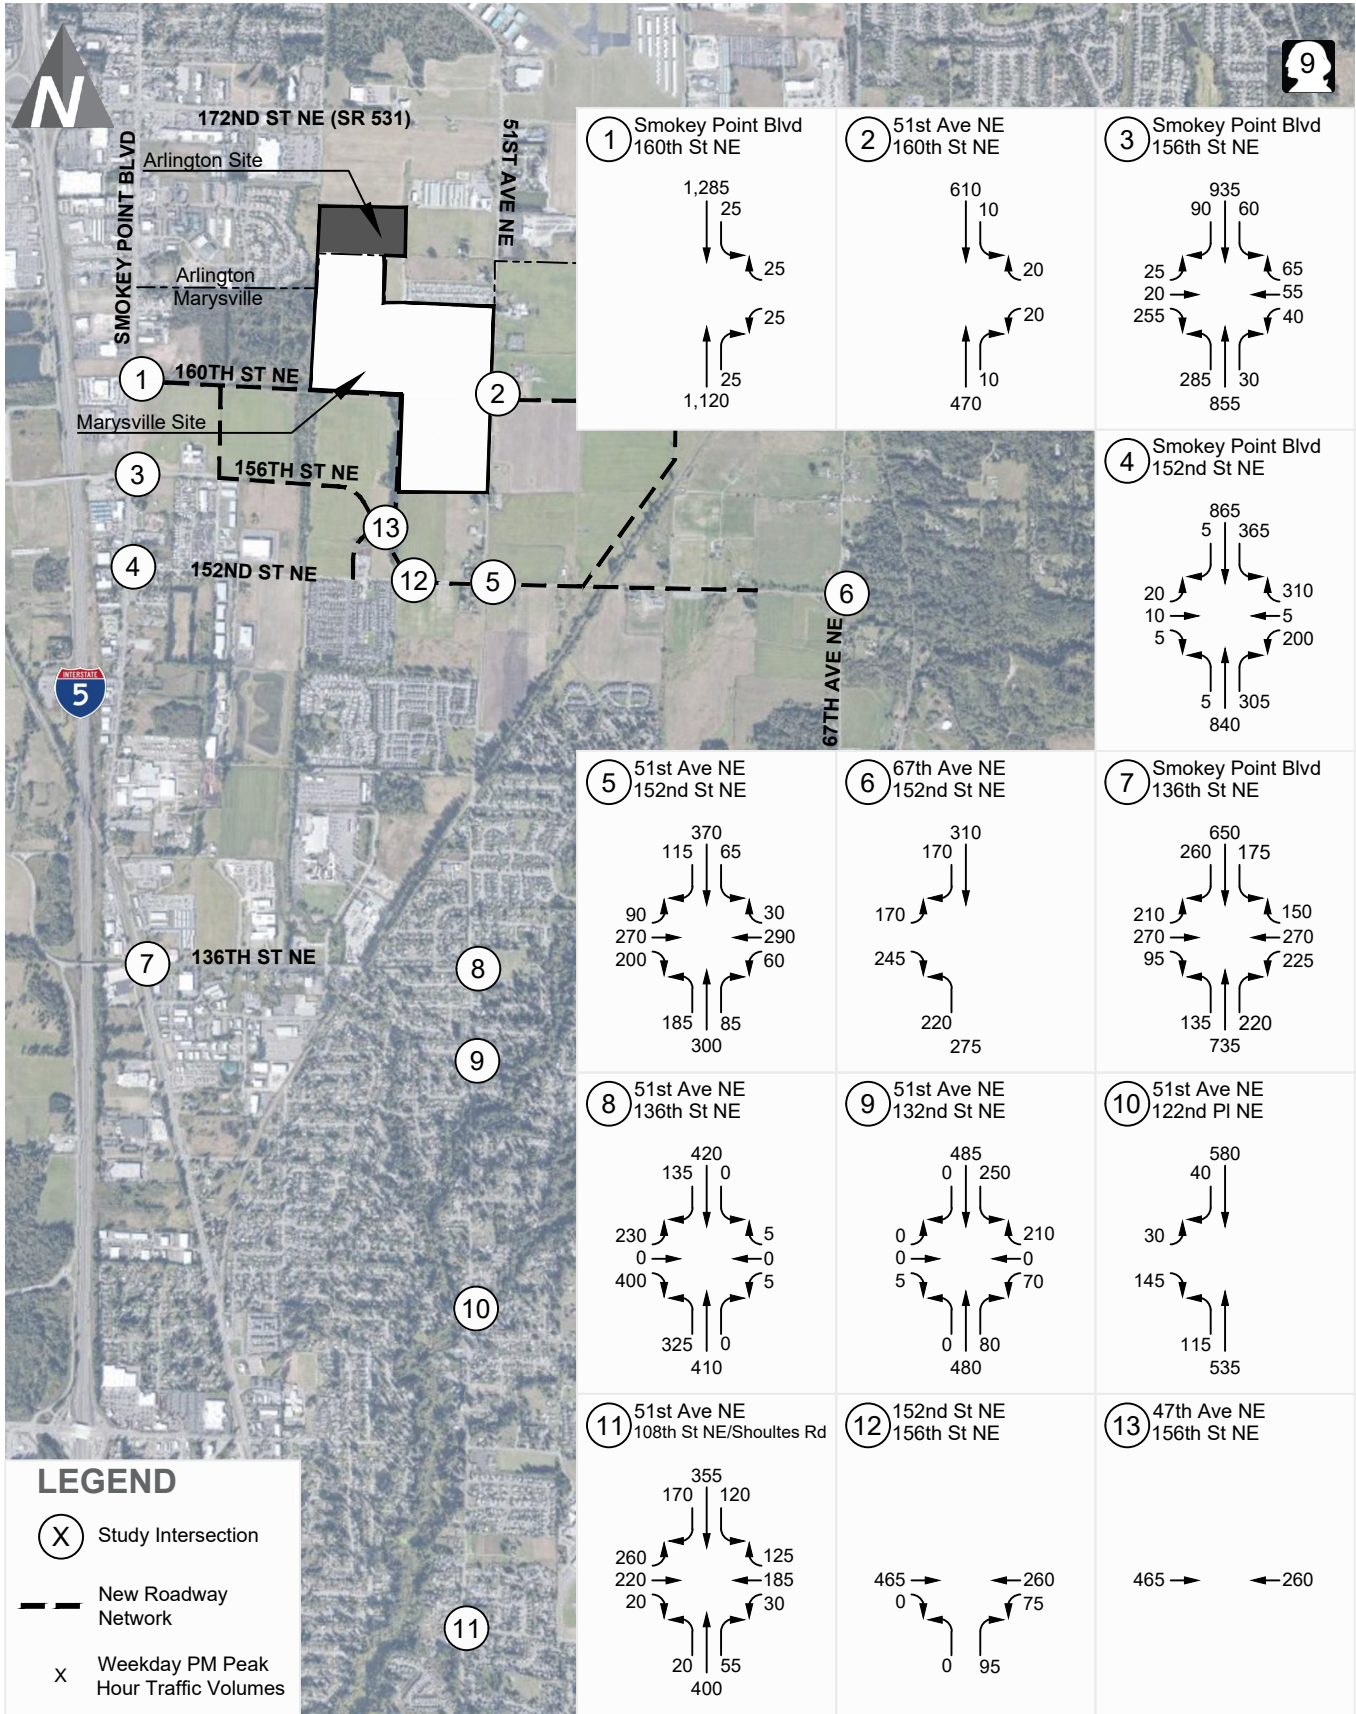 N
172ND ST NE (SR 531)
SMOKEY POINT BLVD
51ST AVE NE
Arlington Site
Arlington
Marysville
160TH ST NE
Marysville Site
156TH ST NE
152ND ST NE
67TH AVE NE
136TH ST NE
INTERSTATE
5
1
2
3
4
5
6
7
8
9
10
11
12
13
9
1 Smokey Point Blvd
160th St NE
1,285
25
25
25
25
1,120
2 51st Ave NE
160th St NE
610
10
20
20
10
470
3 Smokey Point Blvd
156th St NE
935
90 60
25 65
20 55
255 40
285 30
855
4 Smokey Point Blvd
152nd St NE
865
5 365
20 310
10 5
5 200
5 305
840
5 51st Ave NE
152nd St NE
370
115 65
90 30
270 290
200 60
185 85
300
6 67th Ave NE
152nd St NE
310
170
170
245
220
275
7 Smokey Point Blvd
136th St NE
650
260 175
210 150
270 270
95 225
135 220
735
8 51st Ave NE
136th St NE
420
135 0
230 5
0 0
400 5
325 0
410
9 51st Ave NE
132nd St NE
485
0 250
0 210
0 0
5 70
0 80
480
10 51st Ave NE
122nd Pl NE
580
40
30
145
115
535
11 51st Ave NE
108th St NE/Shoultes Rd
355
170 120
260 125
220 185
20 30
20 55
400
12 152nd St NE
156th St NE
465 260
0 75
0 95
13 47th Ave NE
156th St NE
465 260
LEGEND
X Study Intersection
New Roadway
Network
X Weekday PM Peak
Hour Traffic Volumes